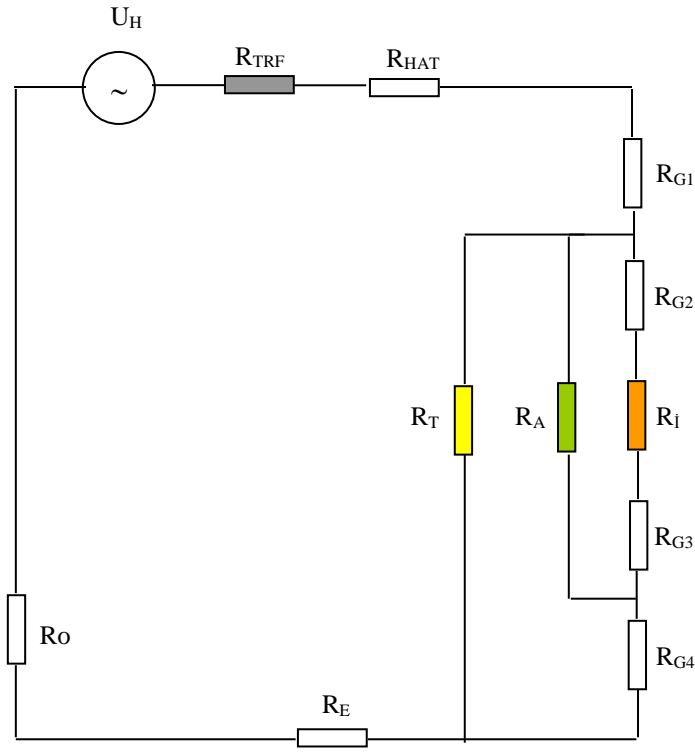 U_H
~
R_TRF
R_HAT
R_G1
R_G2
R_T
R_A
R_İ
R_G3
Ro
R_G4
R_E